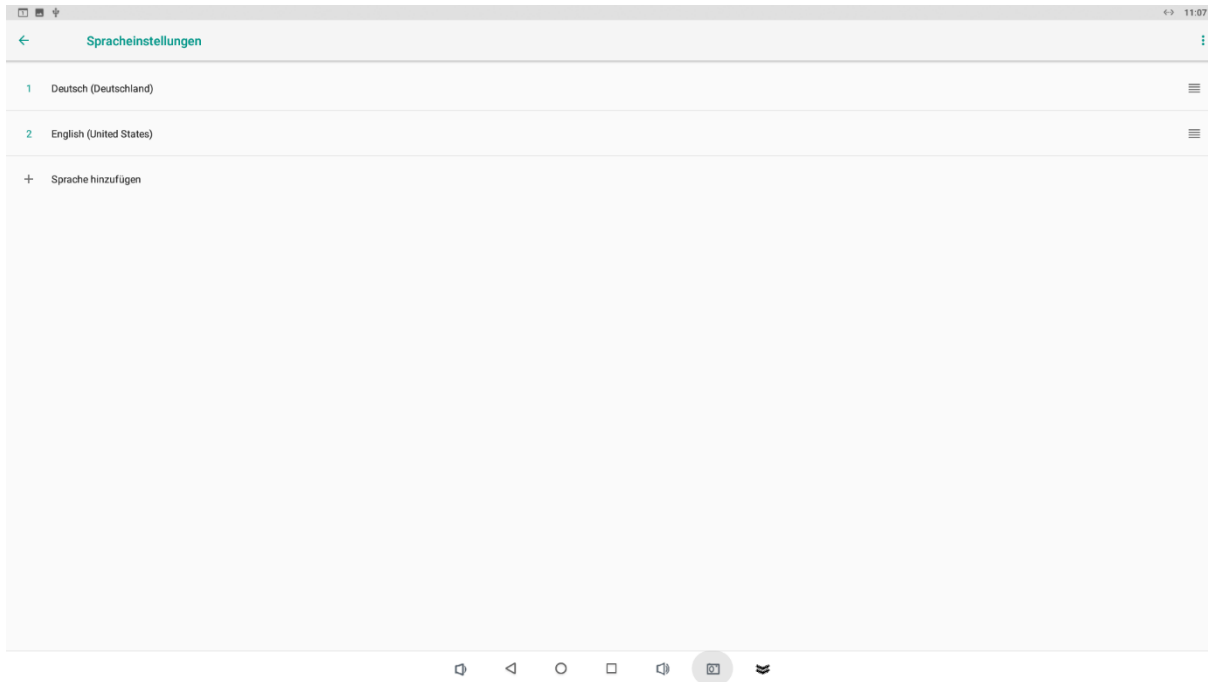 11:07
Spracheinstellungen
1 Deutsch (Deutschland)
2 English (United States)
+ Sprache hinzufügen